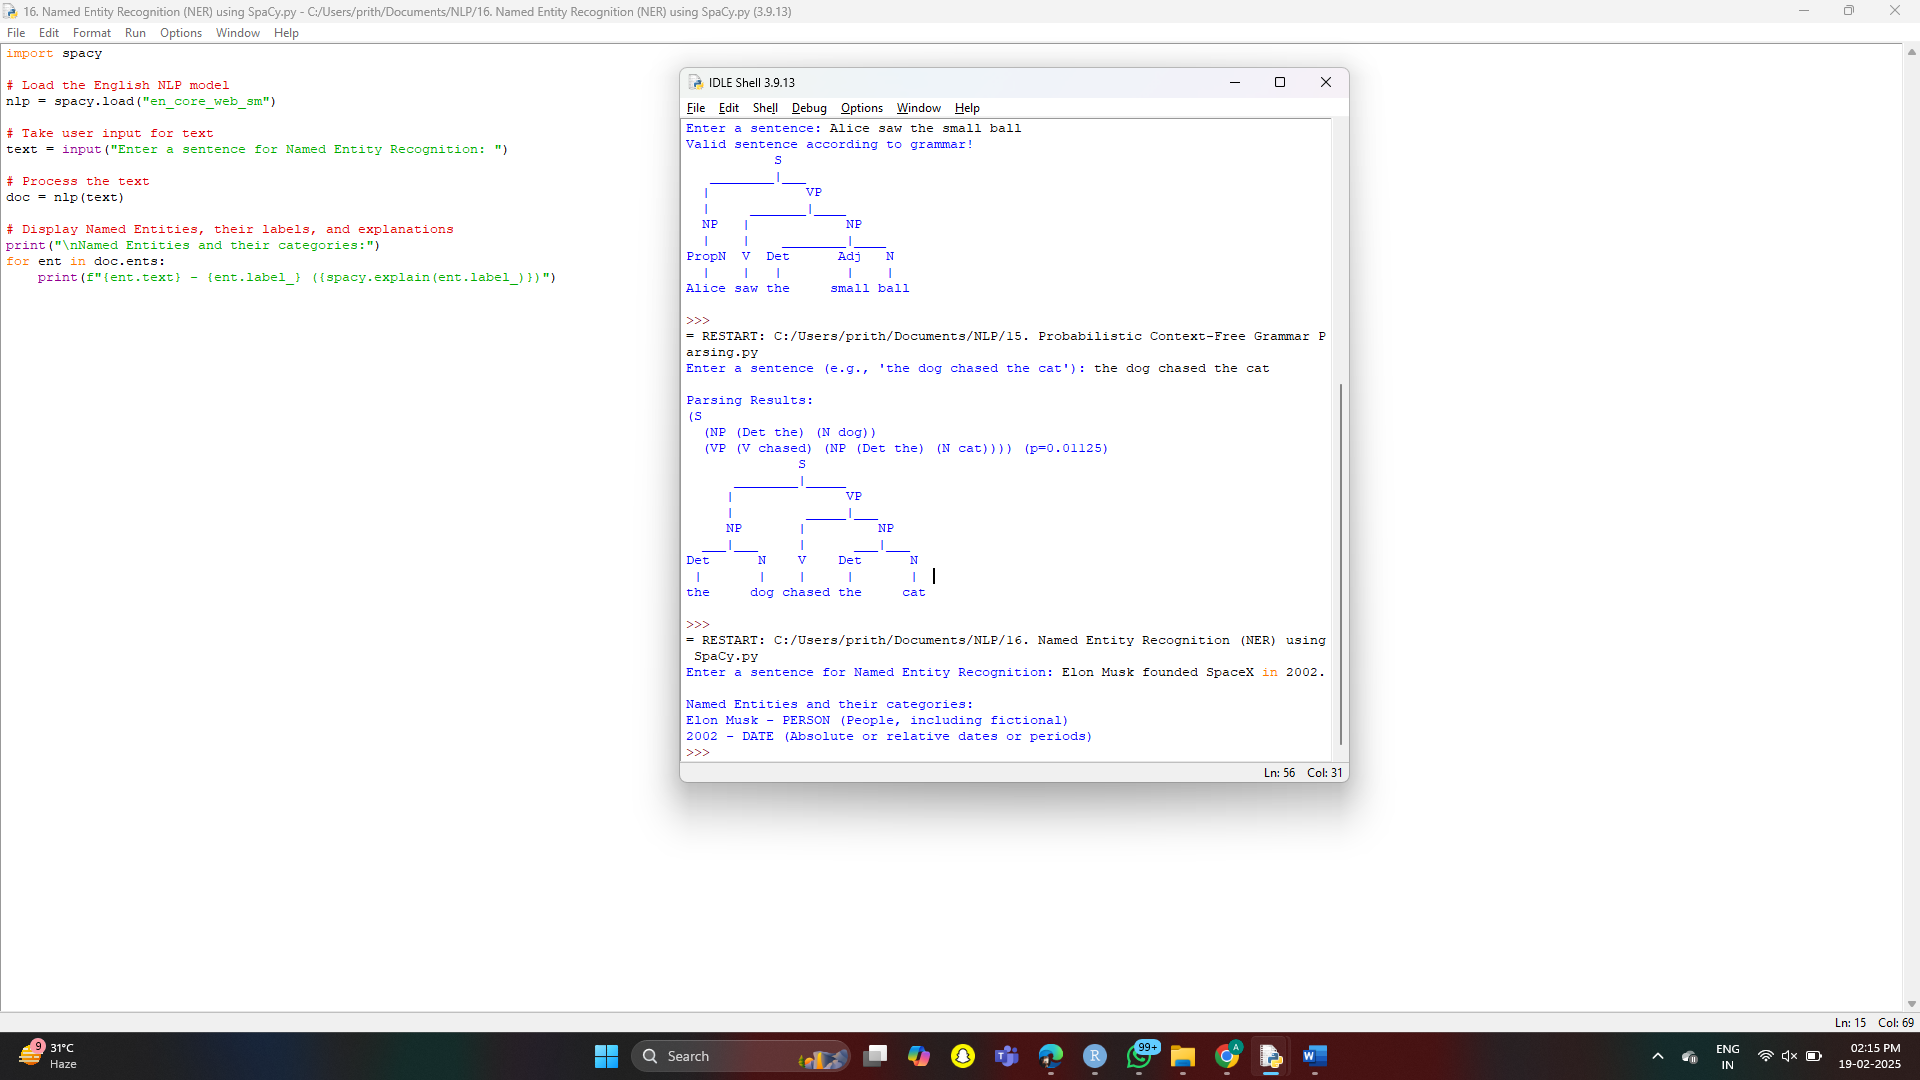 16. Named Entity Recognition (NER) using SpaCy.py - C:/Users/prith/Documents/NLP/16. Named Entity Recognition (NER) using SpaCy.py (3.9.13)
File Edit Format Run Options Window Help
import spacy
# Load the English NLP model
nlp = spacy.load("en_core_web_sm")
# Take user input for text
text = input("Enter a sentence for Named Entity Recognition: ")
# Process the text
doc = nlp(text)
# Display Named Entities, their labels, and explanations
print("\nNamed Entities and their categories:")
for ent in doc.ents:
    print(f"{ent.text} - {ent.label_} ({spacy.explain(ent.label_)})")
IDLE Shell 3.9.13
File Edit Shell Debug Options Window Help
Enter a sentence: Alice saw the small ball
Valid sentence according to grammar!
S
VP
NP NP
PropN V Det Adj N
Alice saw the small ball
>>>
= RESTART: C:/Users/prith/Documents/NLP/15. Probabilistic Context-Free Grammar P
arsing.py
Enter a sentence (e.g., 'the dog chased the cat'): the dog chased the cat
Parsing Results:
(S
  (NP (Det the) (N dog))
  (VP (V chased) (NP (Det the) (N cat)))) (p=0.01125)
S
VP
NP NP
Det N V Det N
the dog chased the cat
>>>
= RESTART: C:/Users/prith/Documents/NLP/16. Named Entity Recognition (NER) using
 SpaCy.py
Enter a sentence for Named Entity Recognition: Elon Musk founded SpaceX in 2002.
Named Entities and their categories:
Elon Musk - PERSON (People, including fictional)
2002 - DATE (Absolute or relative dates or periods)
>>>
Ln: 56 Col: 31
Ln: 15 Col: 69
9
31°C
Haze
Search
99+
A
ENG
IN
02:15 PM
19-02-2025